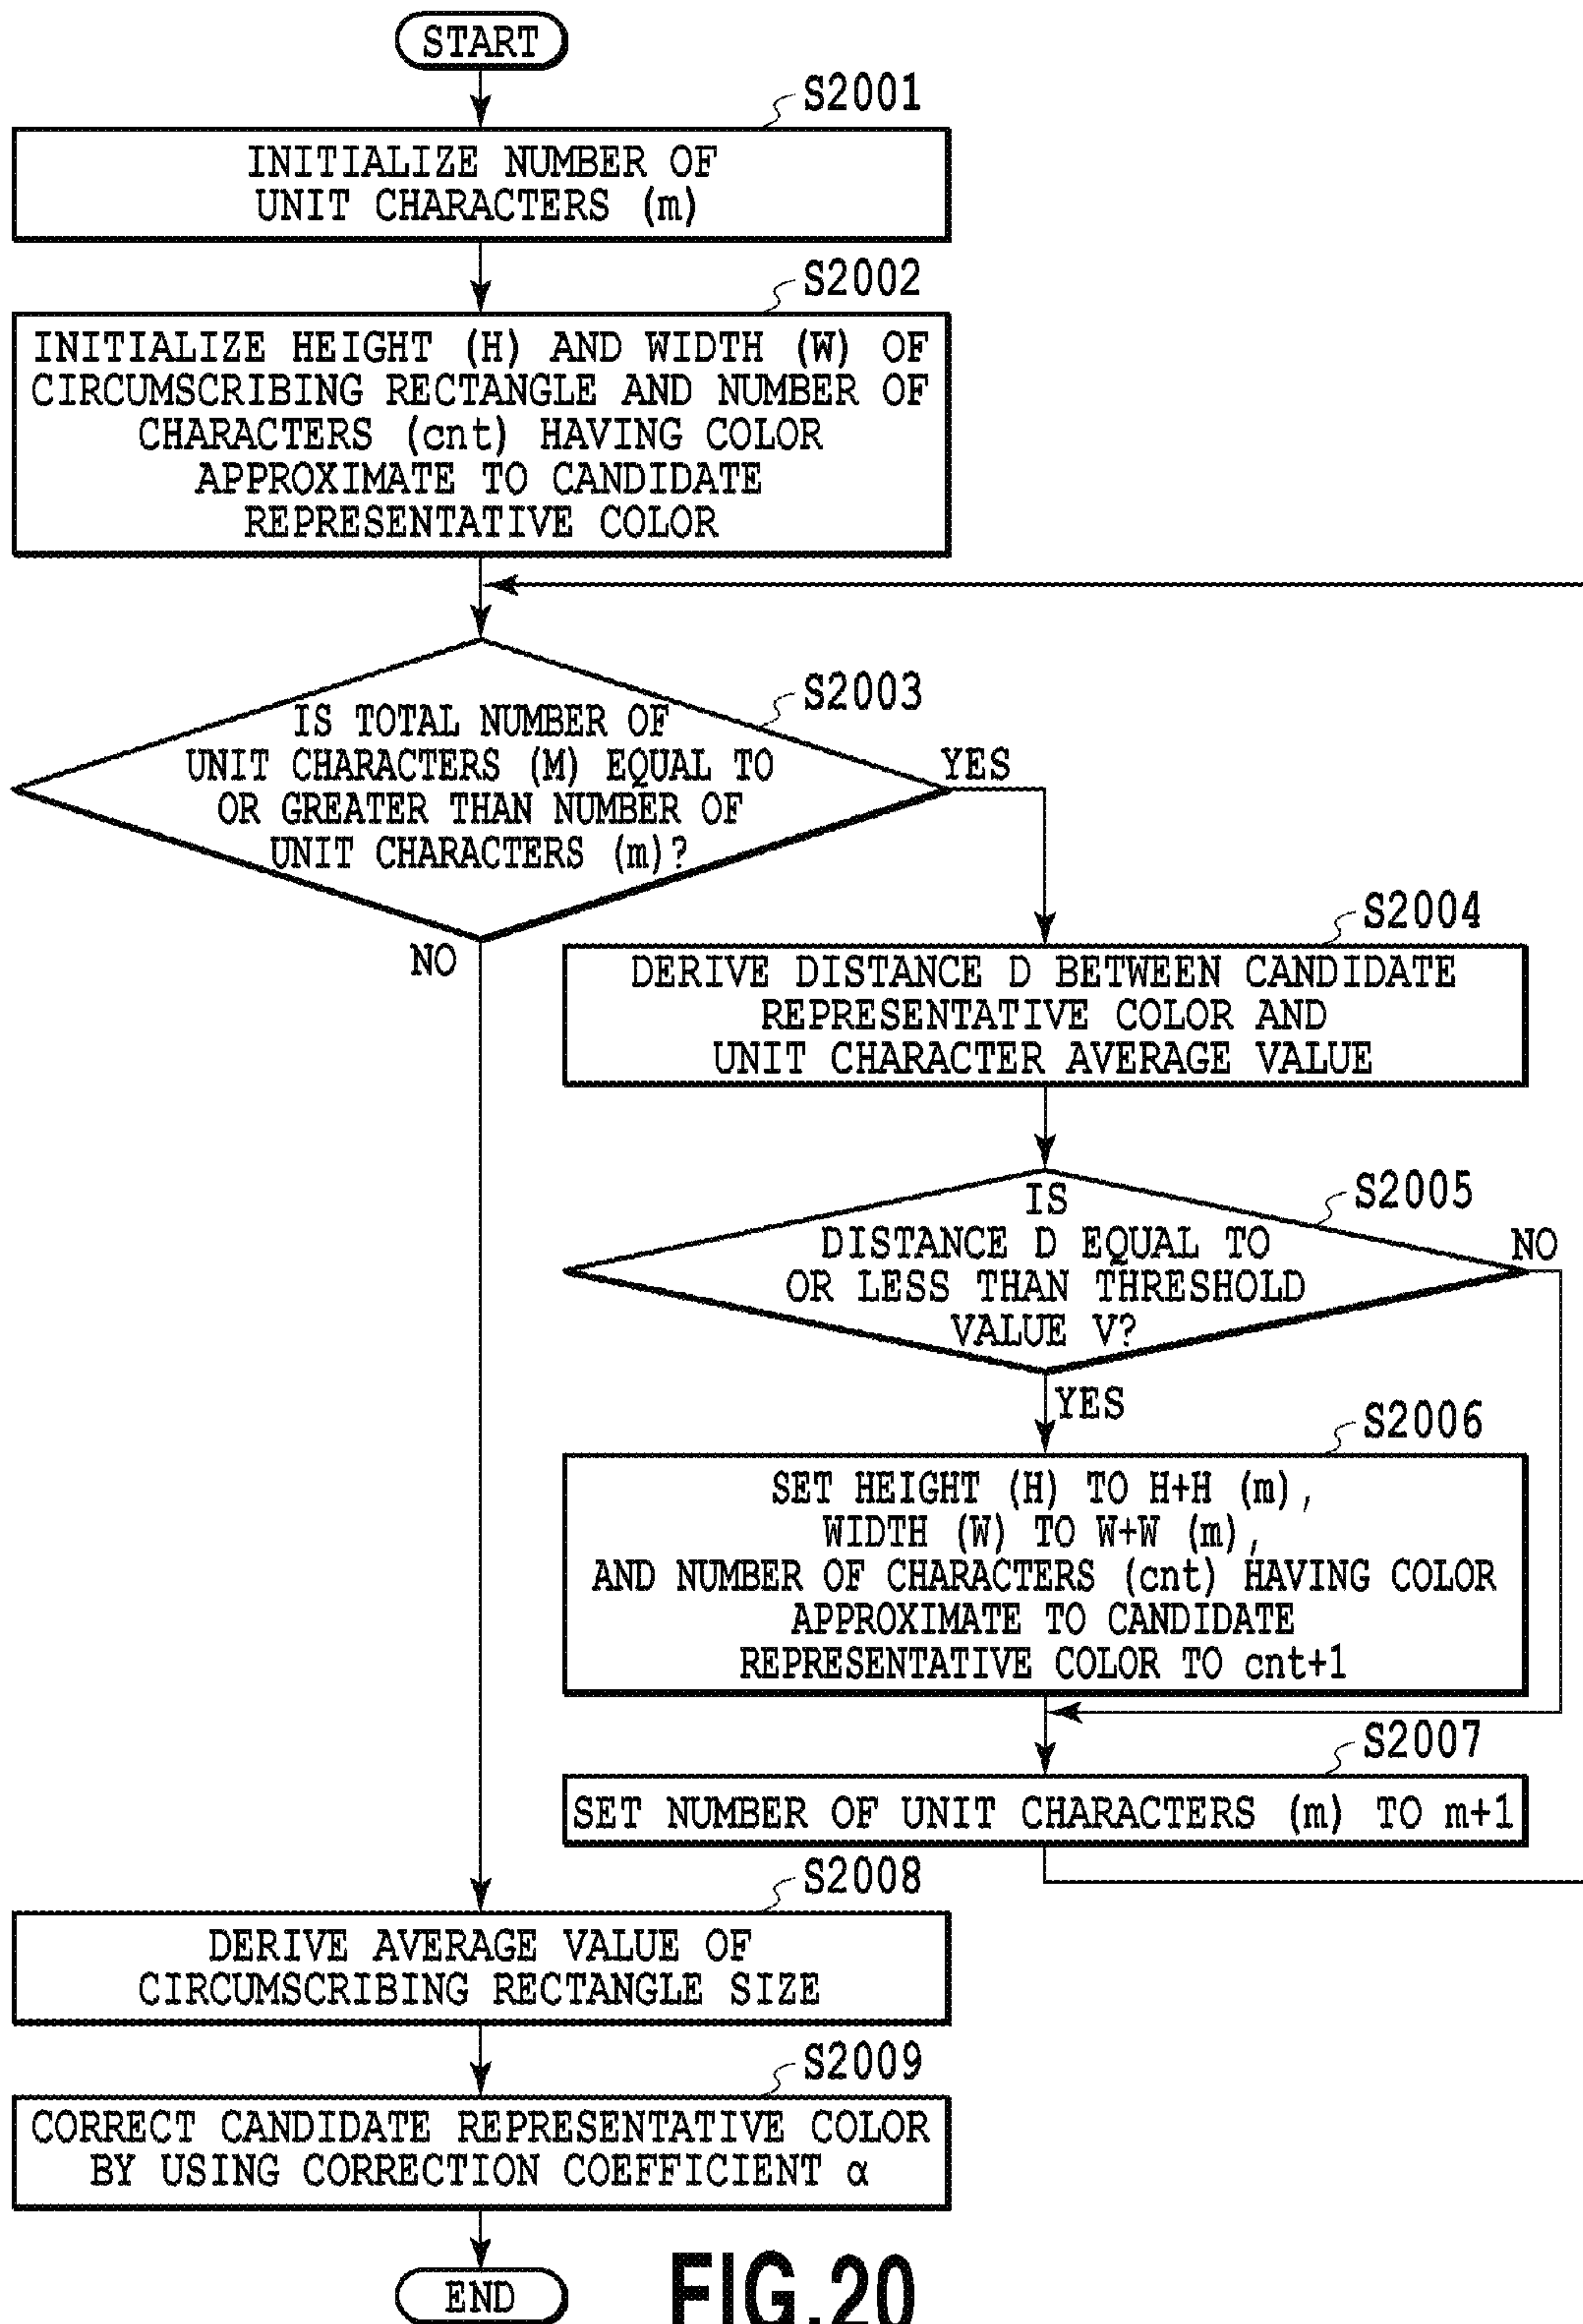 START
S2001
INITIALIZE NUMBER OF
UNIT CHARACTERS (m)
S2002
INITIALIZE HEIGHT (H) AND WIDTH (W) OF
CIRCUMSCRIBING RECTANGLE AND NUMBER OF
CHARACTERS (cnt) HAVING COLOR
APPROXIMATE TO CANDIDATE
REPRESENTATIVE COLOR
S2003
IS TOTAL NUMBER OF
UNIT CHARACTERS (M) EQUAL TO
OR GREATER THAN NUMBER OF
UNIT CHARACTERS (m)?
YES
NO
S2004
DERIVE DISTANCE D BETWEEN CANDIDATE
REPRESENTATIVE COLOR AND
UNIT CHARACTER AVERAGE VALUE
S2005
IS
DISTANCE D EQUAL TO
OR LESS THAN THRESHOLD
VALUE V?
NO
YES
S2006
SET HEIGHT (H) TO H+H (m),
WIDTH (W) TO W+W (m),
AND NUMBER OF CHARACTERS (cnt) HAVING COLOR
APPROXIMATE TO CANDIDATE
REPRESENTATIVE COLOR TO cnt+1
S2007
SET NUMBER OF UNIT CHARACTERS (m) TO m+1
S2008
DERIVE AVERAGE VALUE OF
CIRCUMSCRIBING RECTANGLE SIZE
S2009
CORRECT CANDIDATE REPRESENTATIVE COLOR
BY USING CORRECTION COEFFICIENT α
END
FIG.20